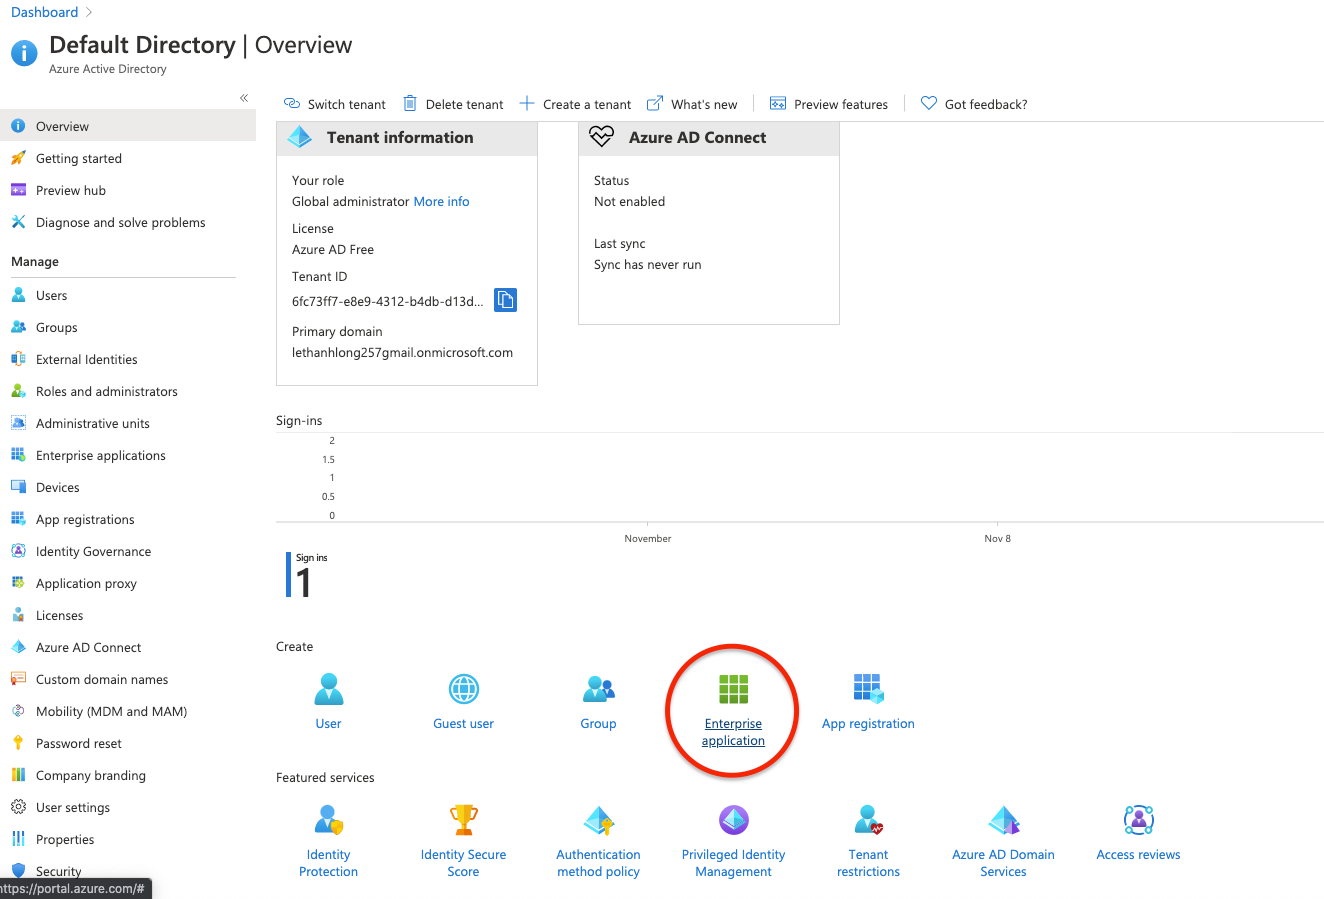 Dashboard
Default Directory | Overview
Azure Active Directory
Switch tenant
Delete tenant
Create a tenant
What's new
Preview features
Got feedback?
Overview
Getting started
Preview hub
Diagnose and solve problems
Manage
Users
Groups
External Identities
Roles and administrators
Administrative units
Enterprise applications
Devices
App registrations
Identity Governance
Application proxy
Licenses
Azure AD Connect
Custom domain names
Mobility (MDM and MAM)
Password reset
Company branding
User settings
Properties
Security
https://portal.azure.com/#
Tenant information
Your role
Global administrator More info
License
Azure AD Free
Tenant ID
6fc73ff7-e8e9-4312-b4db-d13d...
Primary domain
lethanhlong257gmail.onmicrosoft.com
Azure AD Connect
Status
Not enabled
Last sync
Sync has never run
Sign-ins
2
1.5
1
0.5
0
November
Nov 8
Sign ins
1
Create
User
Guest user
Group
Enterprise
application
App registration
Featured services
Identity
Protection
Identity Secure
Score
Authentication
method policy
Privileged Identity
Management
Tenant
restrictions
Azure AD Domain
Services
Access reviews